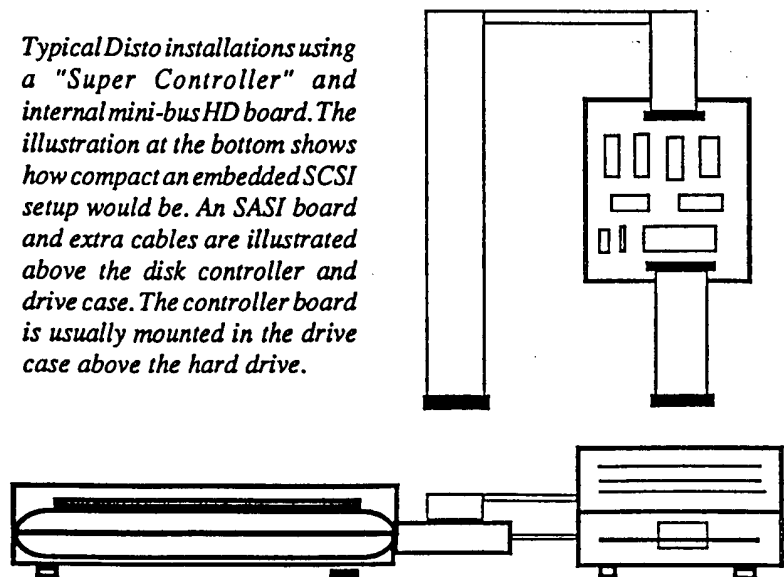 Typical Disto installations using
a "Super Controller" and
internal mini-bus HD board. The
illustration at the bottom shows
how compact an embedded SCSI
setup would be. An SASI board
and extra cables are illustrated
above the disk controller and
drive case. The controller board
is usually mounted in the drive
case above the hard drive.